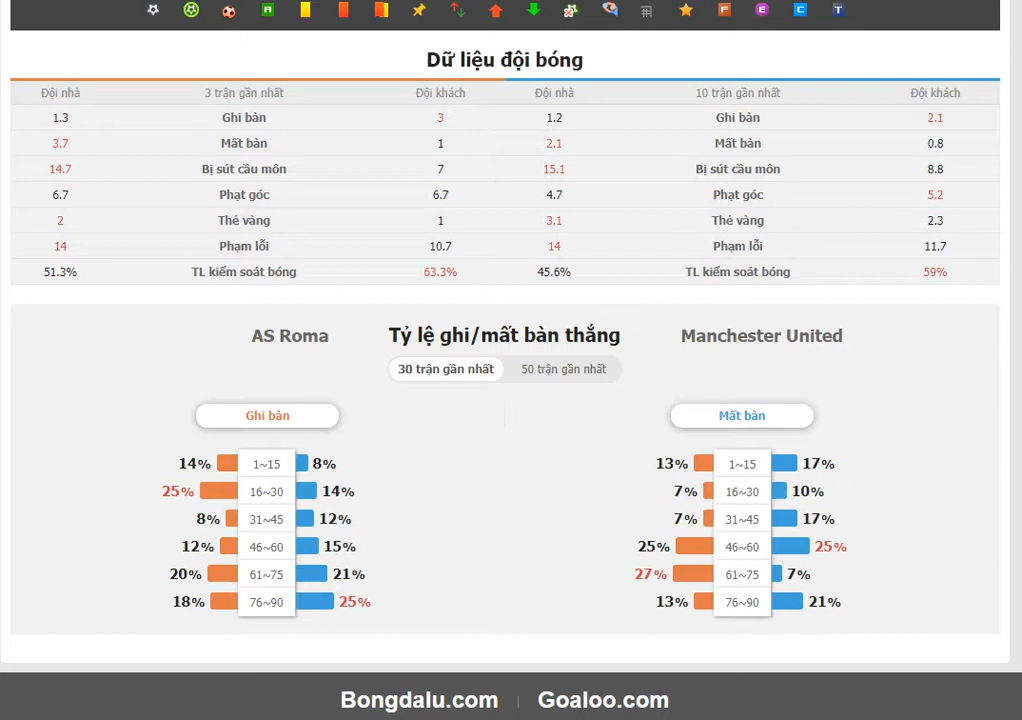 A F E C T
Dữ liệu đội bóng
Đội nhà 3 trận gần nhất Đội khách Đội nhà 10 trận gần nhất Đội khách
1.3 Ghi bàn 3 1.2 Ghi bàn 2.1
3.7 Mất bàn 1 2.1 Mất bàn 0.8
14.7 Bị sút cầu môn 7 15.1 Bị sút cầu môn 8.8
6.7 Phạt góc 6.7 4.7 Phạt góc 5.2
2 Thẻ vàng 1 3.1 Thẻ vàng 2.3
14 Phạm lỗi 10.7 14 Phạm lỗi 11.7
51.3% TL kiểm soát bóng 63.3% 45.6% TL kiểm soát bóng 59%
AS Roma Tỷ lệ ghi/mất bàn thắng Manchester United
30 trận gần nhất 50 trận gần nhất
Ghi bàn Mất bàn
14% 1~15 8% 13% 1~15 17%
25% 16~30 14% 7% 16~30 10%
8% 31~45 12% 7% 31~45 17%
12% 46~60 15% 25% 46~60 25%
20% 61~75 21% 27% 61~75 7%
18% 76~90 25% 13% 76~90 21%
Bongdalu.com | Goaloo.com